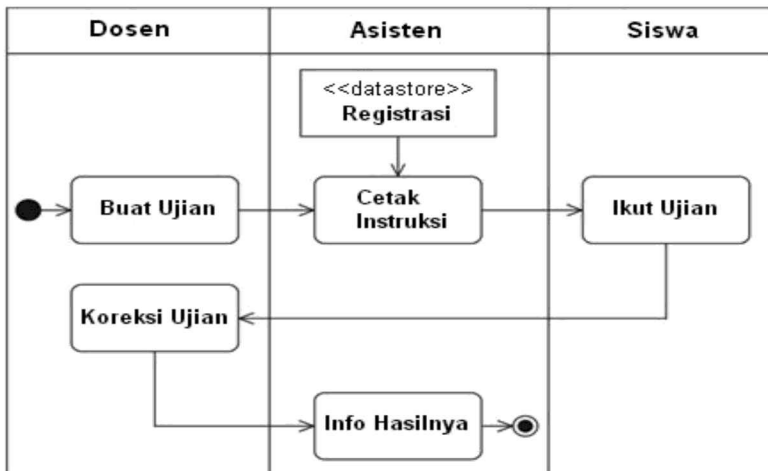 Dosen
Asisten
Siswa
<<datastore>>
Registrasi
Buat Ujian
Cetak
Instruksi
Ikut Ujian
Koreksi Ujian
Info Hasilnya